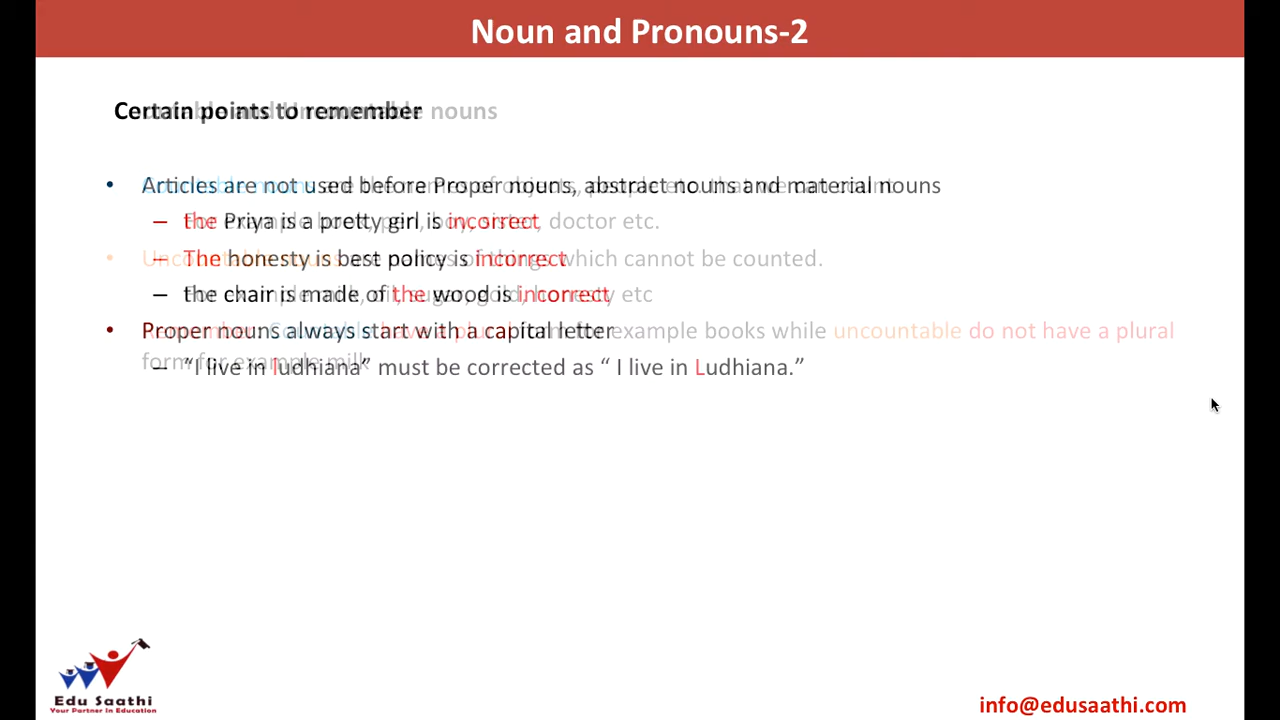 Noun and Pronouns-2
Certain points to remember
nouns
• Articles are not used before Proper nouns, abstract nouns and material nouns
– the Priya is a pretty girl is incorrect
doctor etc.
– The honesty is best policy is incorrect
which cannot be counted.
– the chair is made of the wood is incorrect
etc
• Proper nouns always start with a capital letter
example books while uncountable do not have a plural
form for example milk
– “I live in ludhiana” must be corrected as “ I live in Ludhiana.”
Edu Saathi
Your Partner in Education
info@edusaathi.com